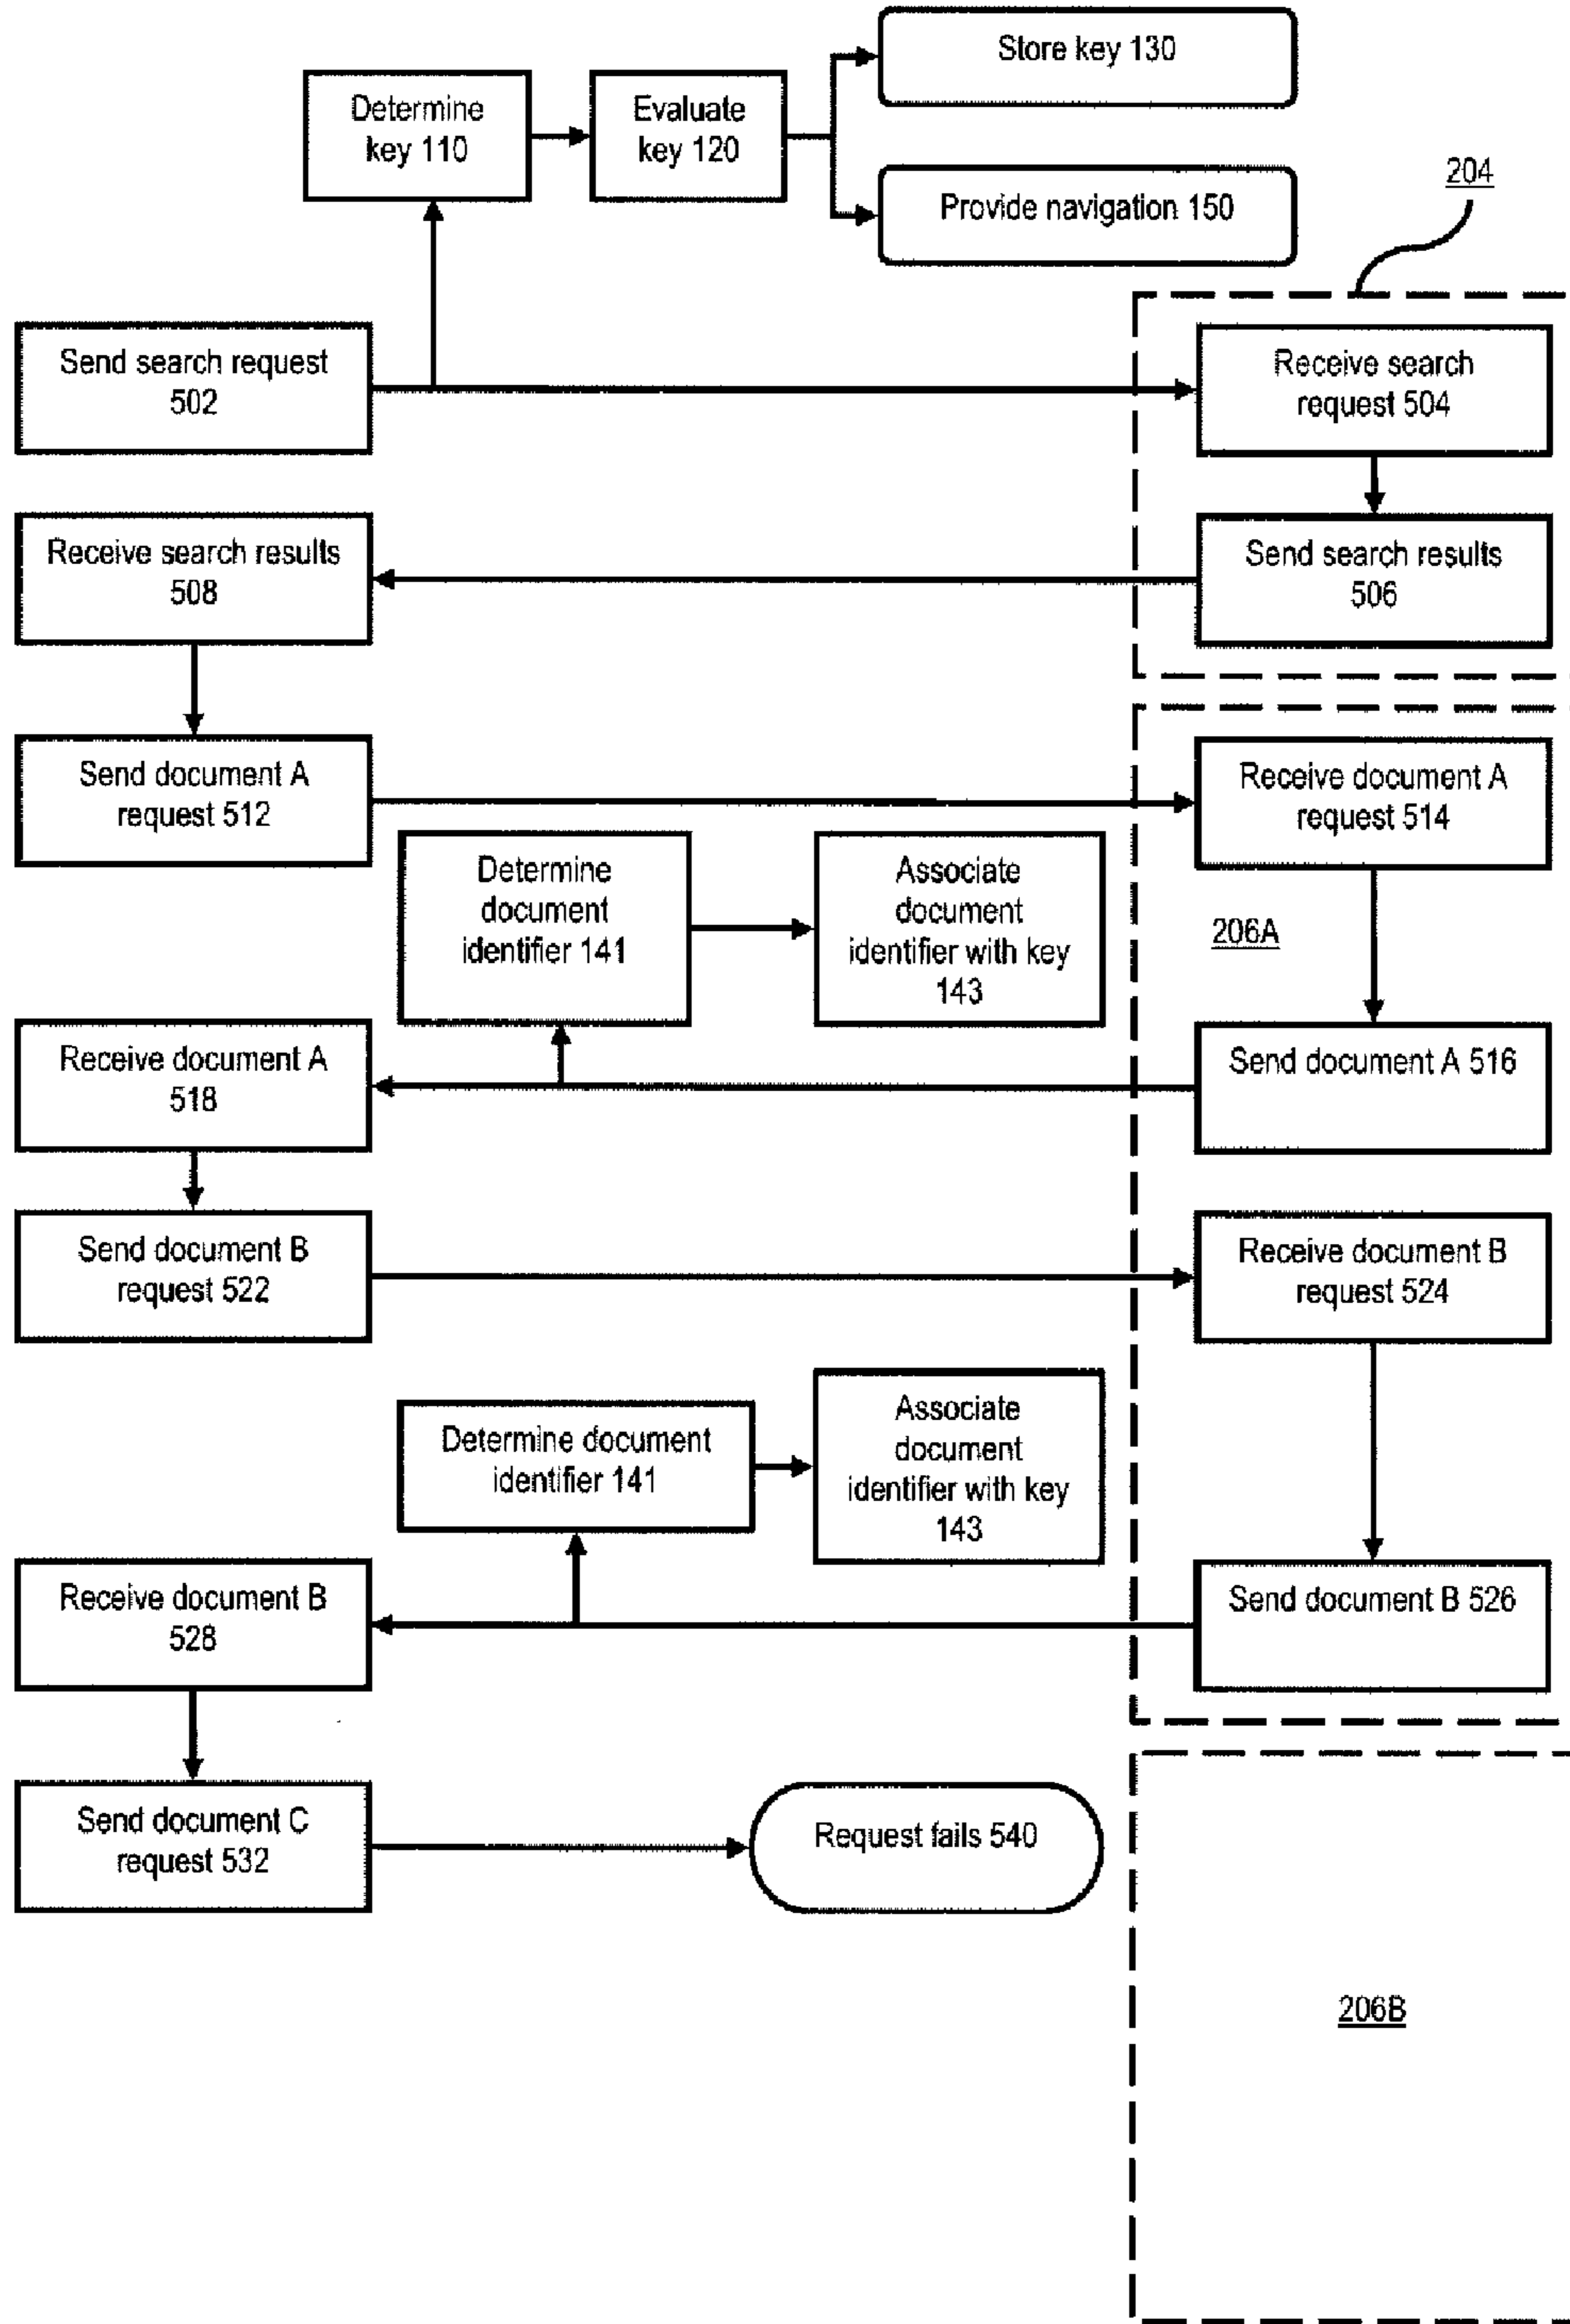 Store key 130
Determine
key 110
Evaluate
key 120
Provide navigation 150
204
Send search request
502
Receive search
request 504
Receive search results
508
Send search results
506
Send document A
request 512
Receive document A
request 514
Determine
document
identifier 141
Associate
document
identifier with key
143
206A
Receive document A
518
Send document A 516
Send document B
request 522
Receive document B
request 524
Determine document
identifier 141
Associate
document
identifier with key
143
Receive document B
528
Send document B 526
Send document C
request 532
Request fails 540
206B